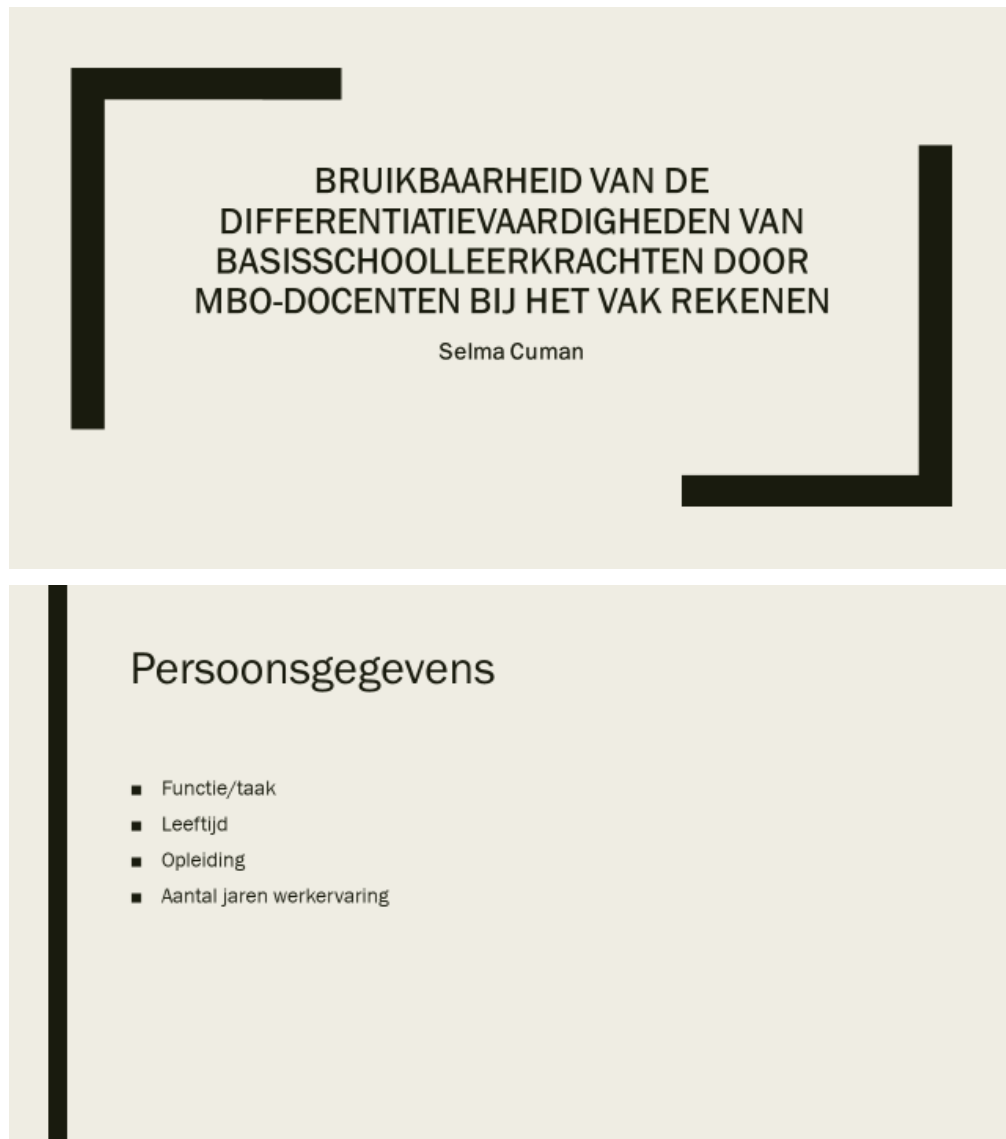 BRUIKBAARHEID VAN DE
DIFFERENTIATIEVAARDIGHEDEN VAN
BASISSCHOOLLEERKRACHTEN DOOR
MBO-DOCENTEN BIJ HET VAK REKENEN
Selma Cuman
Persoonsgegevens
■ Functie/taak
■ Leeftijd
■ Opleiding
■ Aantal jaren werkervaring